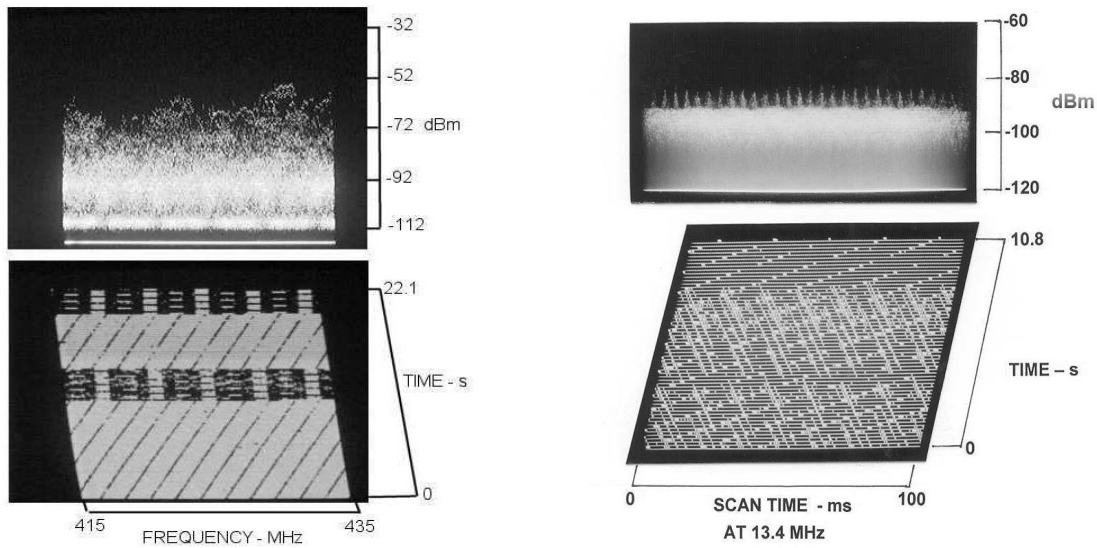 -32
-52
-72 dBm
-92
-112
22.1
TIME - s
0
415
435
FREQUENCY - MHz
-60
-80
dBm
-100
-120
10.8
TIME – s
0
0
100
SCAN TIME - ms
AT 13.4 MHz